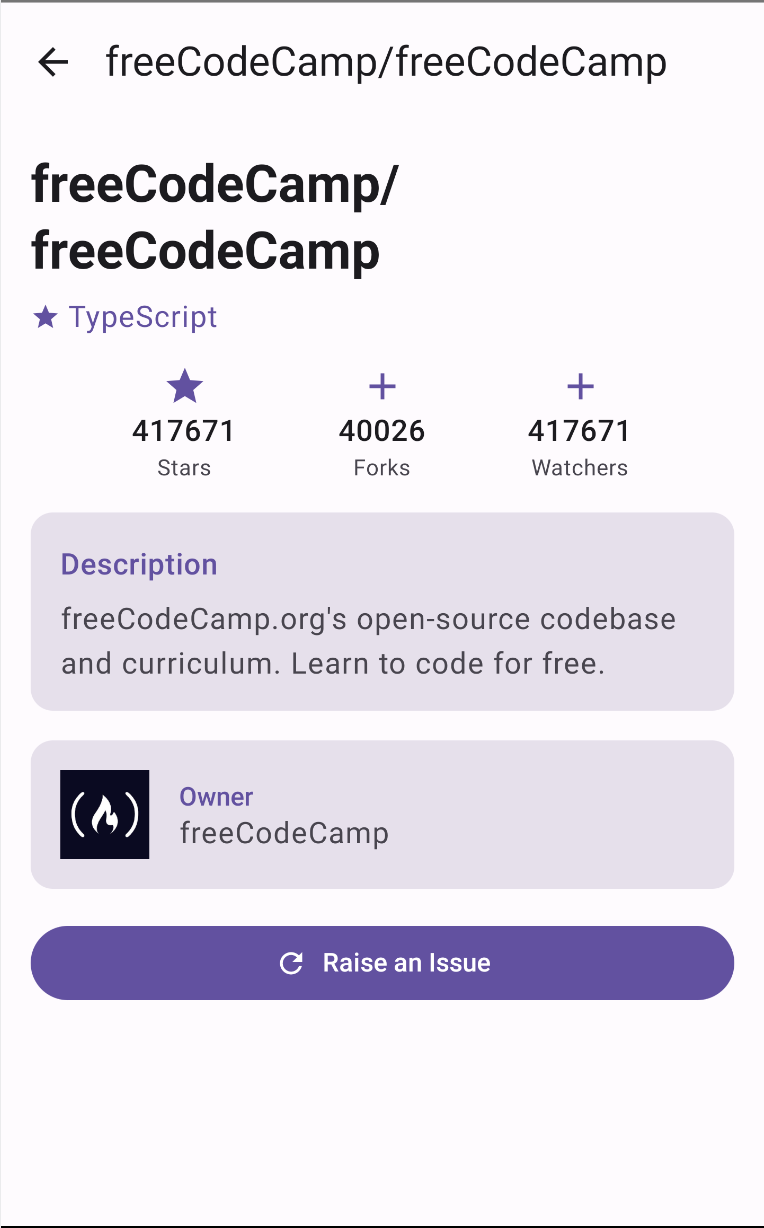 freeCodeCamp/freeCodeCamp
freeCodeCamp/
freeCodeCamp
TypeScript
417671 40026 417671
Stars Forks Watchers
Description
freeCodeCamp.org's open-source codebase
and curriculum. Learn to code for free.
Owner
freeCodeCamp
Raise an Issue